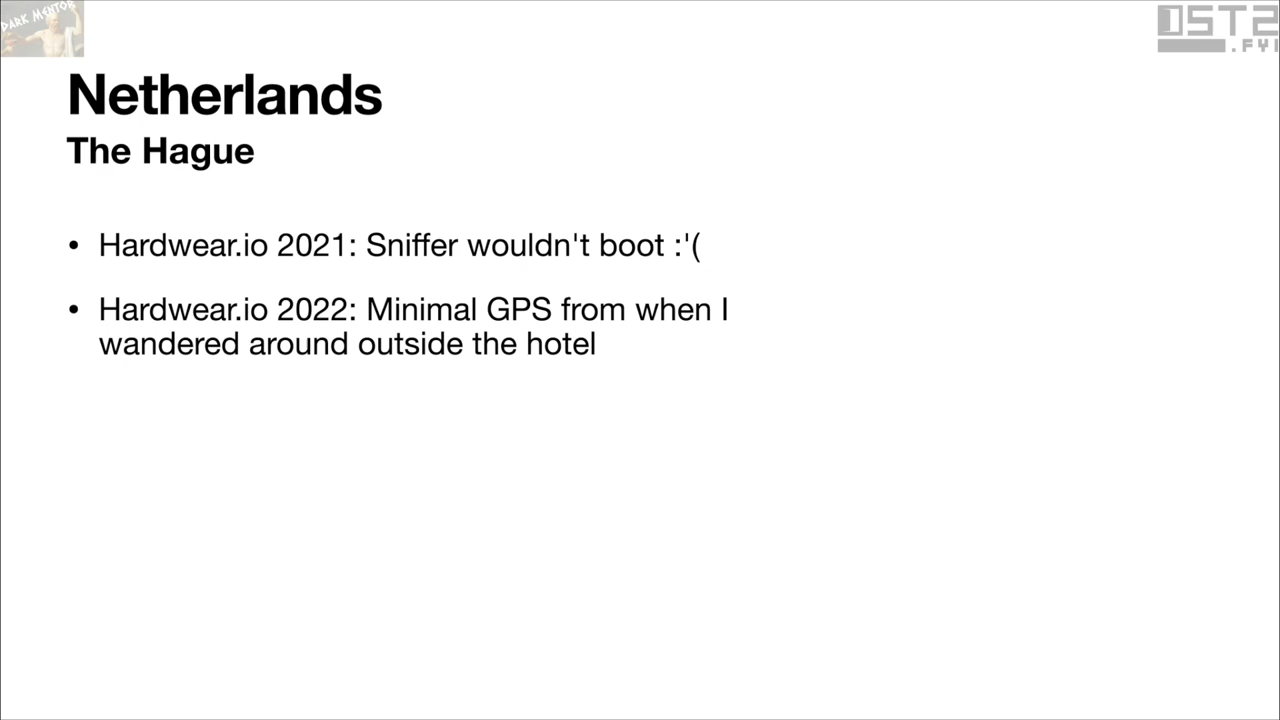 DARK MENTOR
OST2
.FYI
Netherlands
The Hague
• Hardwear.io 2021: Sniffer wouldn't boot :'(
• Hardwear.io 2022: Minimal GPS from when I
wandered around outside the hotel